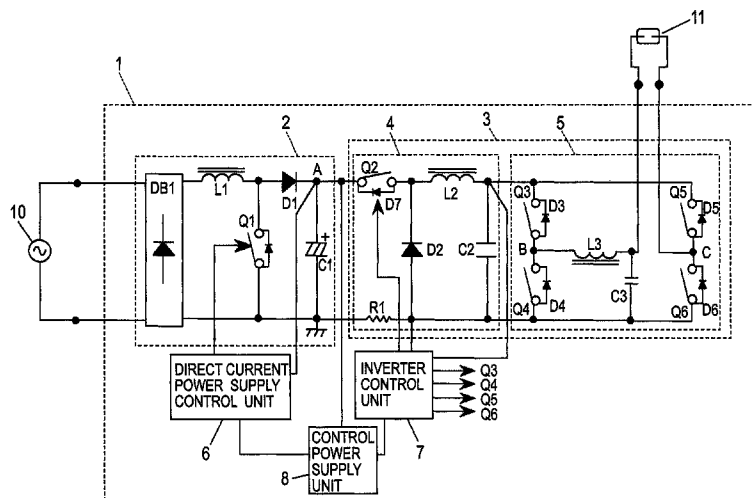 11
1
2
3
4
5
10
DB1
L1
D1
A
Q1
+
C1
Q2
D7
L2
D2
C2
R1
Q3
D3
B
Q4
D4
L3
C3
Q5
D5
C
Q6
D6
DIRECT CURRENT
POWER SUPPLY
CONTROL UNIT
6
INVERTER
CONTROL
UNIT
7
Q3
Q4
Q5
Q6
CONTROL
POWER
SUPPLY
UNIT
8